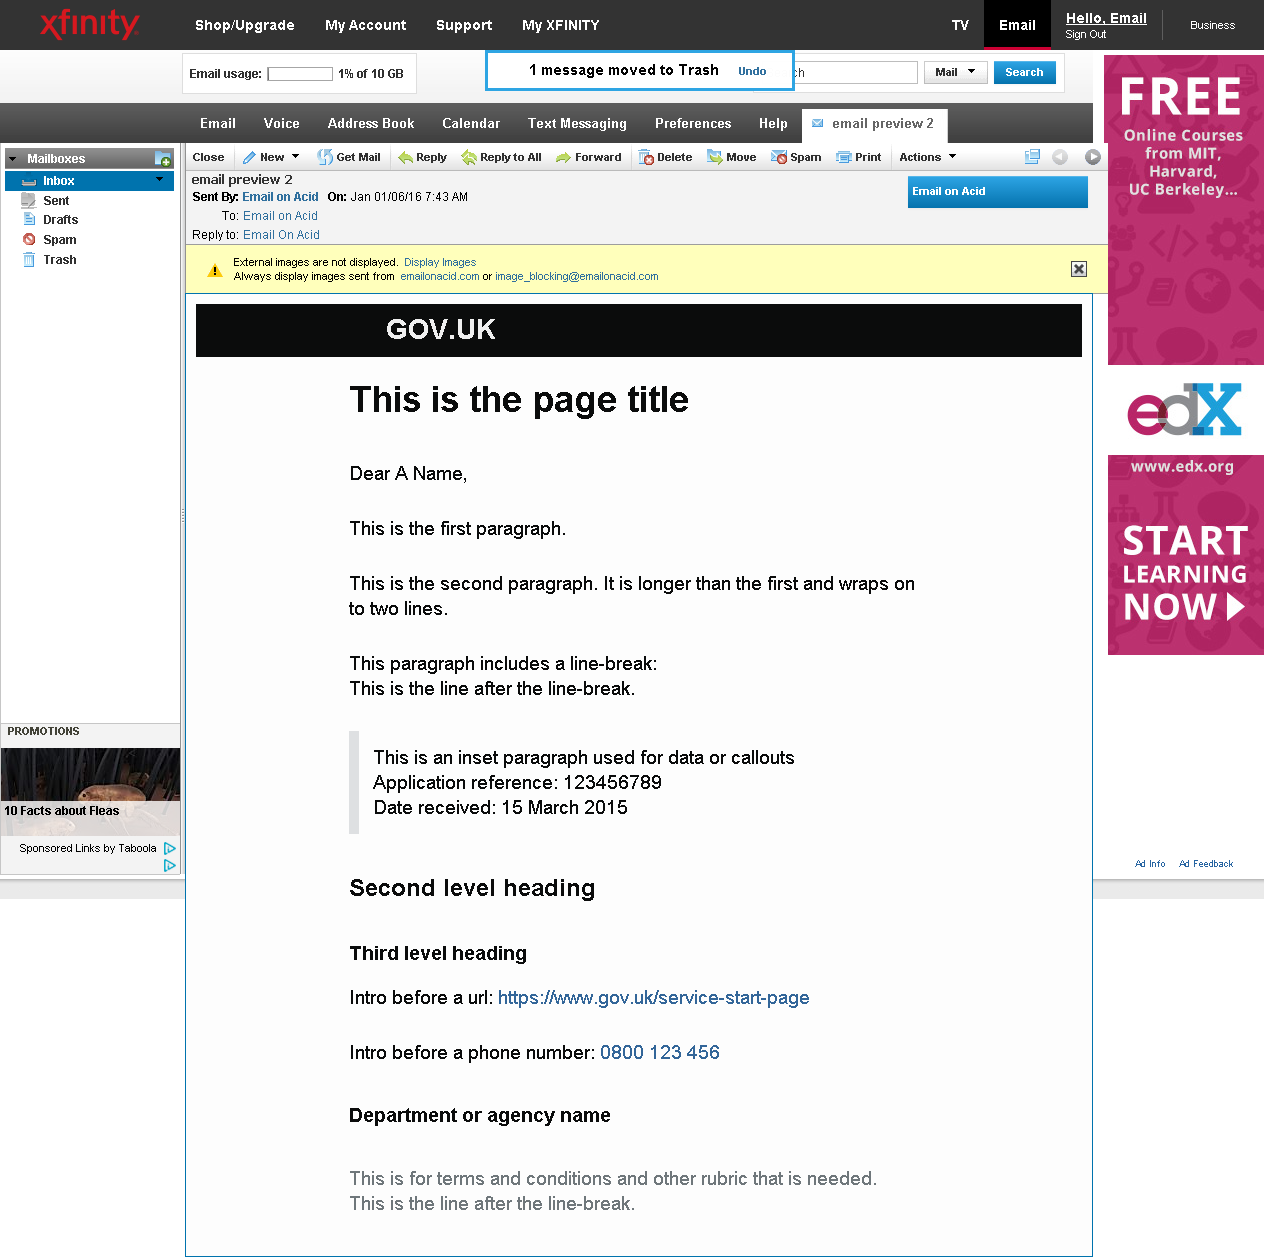 xfinity
Shop/Upgrade My Account Support My XFINITY TV Email Hello, Email Sign Out Business
Email usage: 1% of 10 GB
1 message moved to Trash Undo
Mail Search
Email Voice Address Book Calendar Text Messaging Preferences Help email preview 2
Mailboxes
Inbox
Sent
Drafts
Spam
Trash
Close New Get Mail Reply Reply to All Forward Delete Move Spam Print Actions
email preview 2
Sent By: Email on Acid On: Jan 01/06/16 7:43 AM
To: Email on Acid
Reply to: Email On Acid
Email on Acid
External images are not displayed. Display Images
Always display images sent from emailonacid.com or image_blocking@emailonacid.com
GOV.UK
This is the page title
Dear A Name,
This is the first paragraph.
This is the second paragraph. It is longer than the first and wraps on
to two lines.
This paragraph includes a line-break:
This is the line after the line-break.
This is an inset paragraph used for data or callouts
Application reference: 123456789
Date received: 15 March 2015
Second level heading
Third level heading
Intro before a url: https://www.gov.uk/service-start-page
Intro before a phone number: 0800 123 456
Department or agency name
This is for terms and conditions and other rubric that is needed.
This is the line after the line-break.
PROMOTIONS
10 Facts about Fleas
Sponsored Links by Taboola
FREE
Online Courses
from MIT,
Harvard,
UC Berkeley...
edX
www.edx.org
START
LEARNING
NOW
Ad Info Ad Feedback